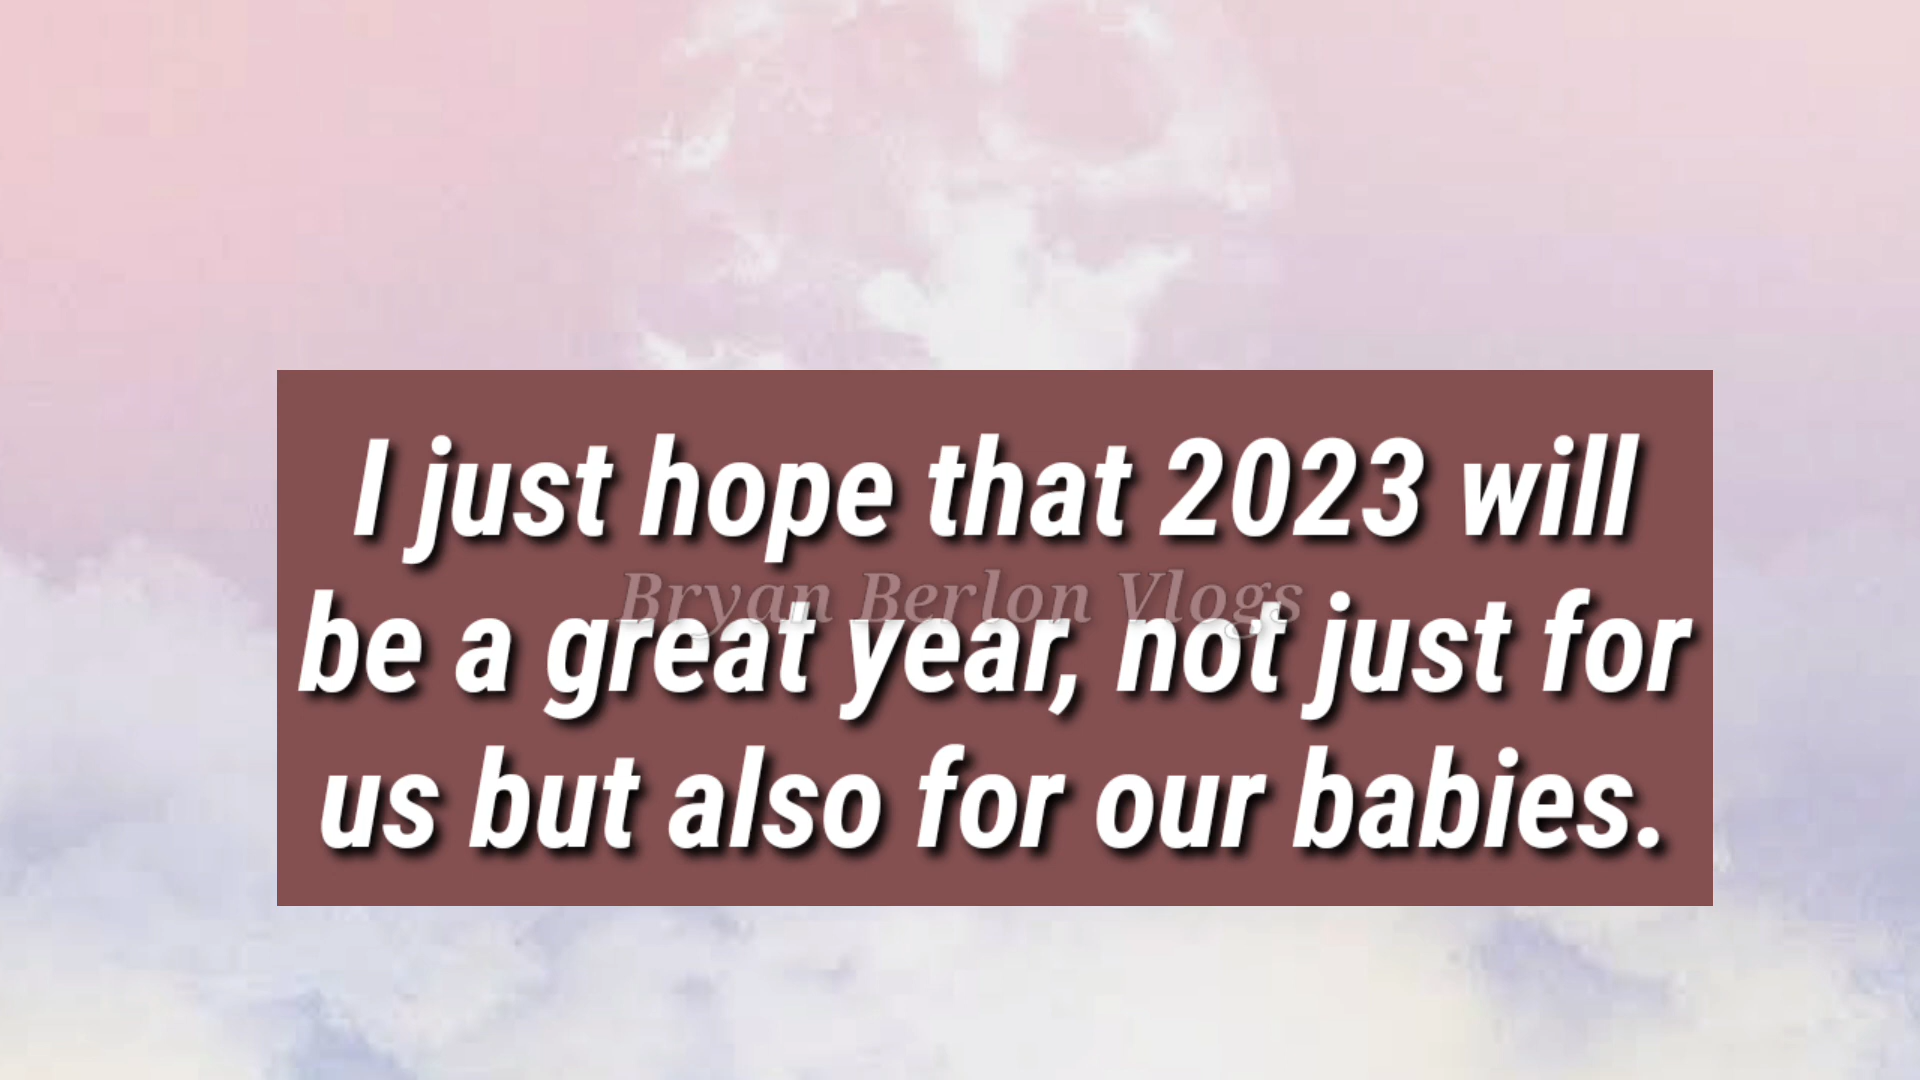 I just hope that 2023 will
Bryan Berlon Vlogs
be a great year, not just for
us but also for our babies.